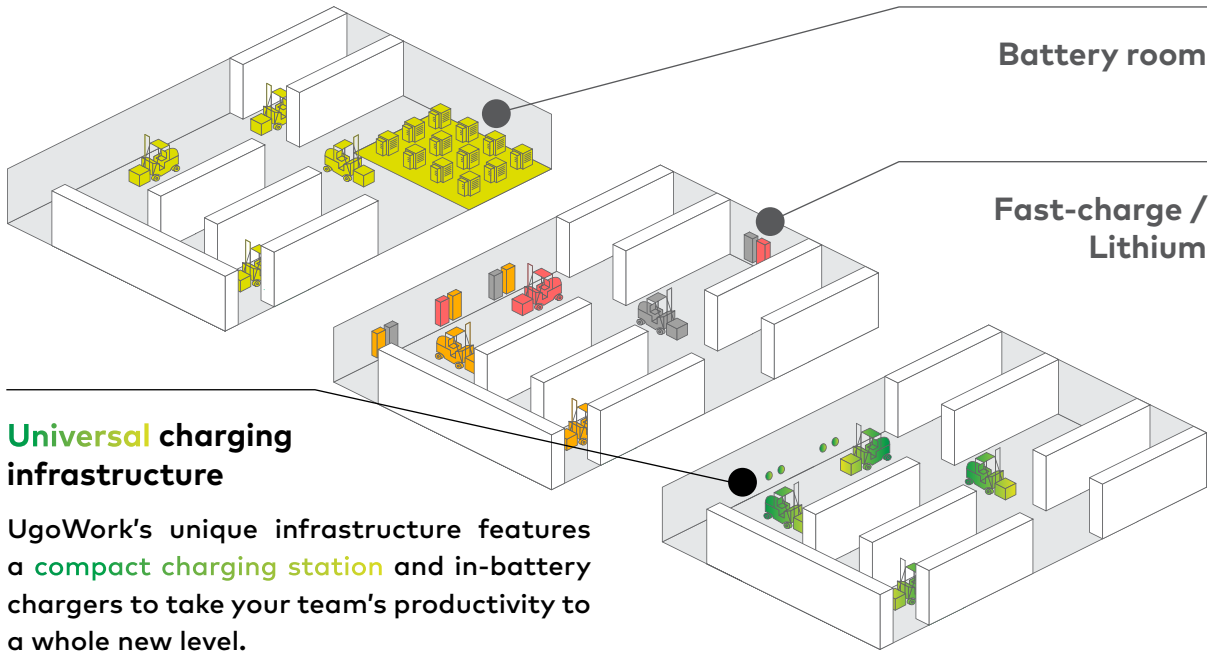 Battery room
Fast-charge /
Lithium
Universal charging
infrastructure
UgoWork's unique infrastructure features
a compact charging station and in-battery
chargers to take your team's productivity to
a whole new level.